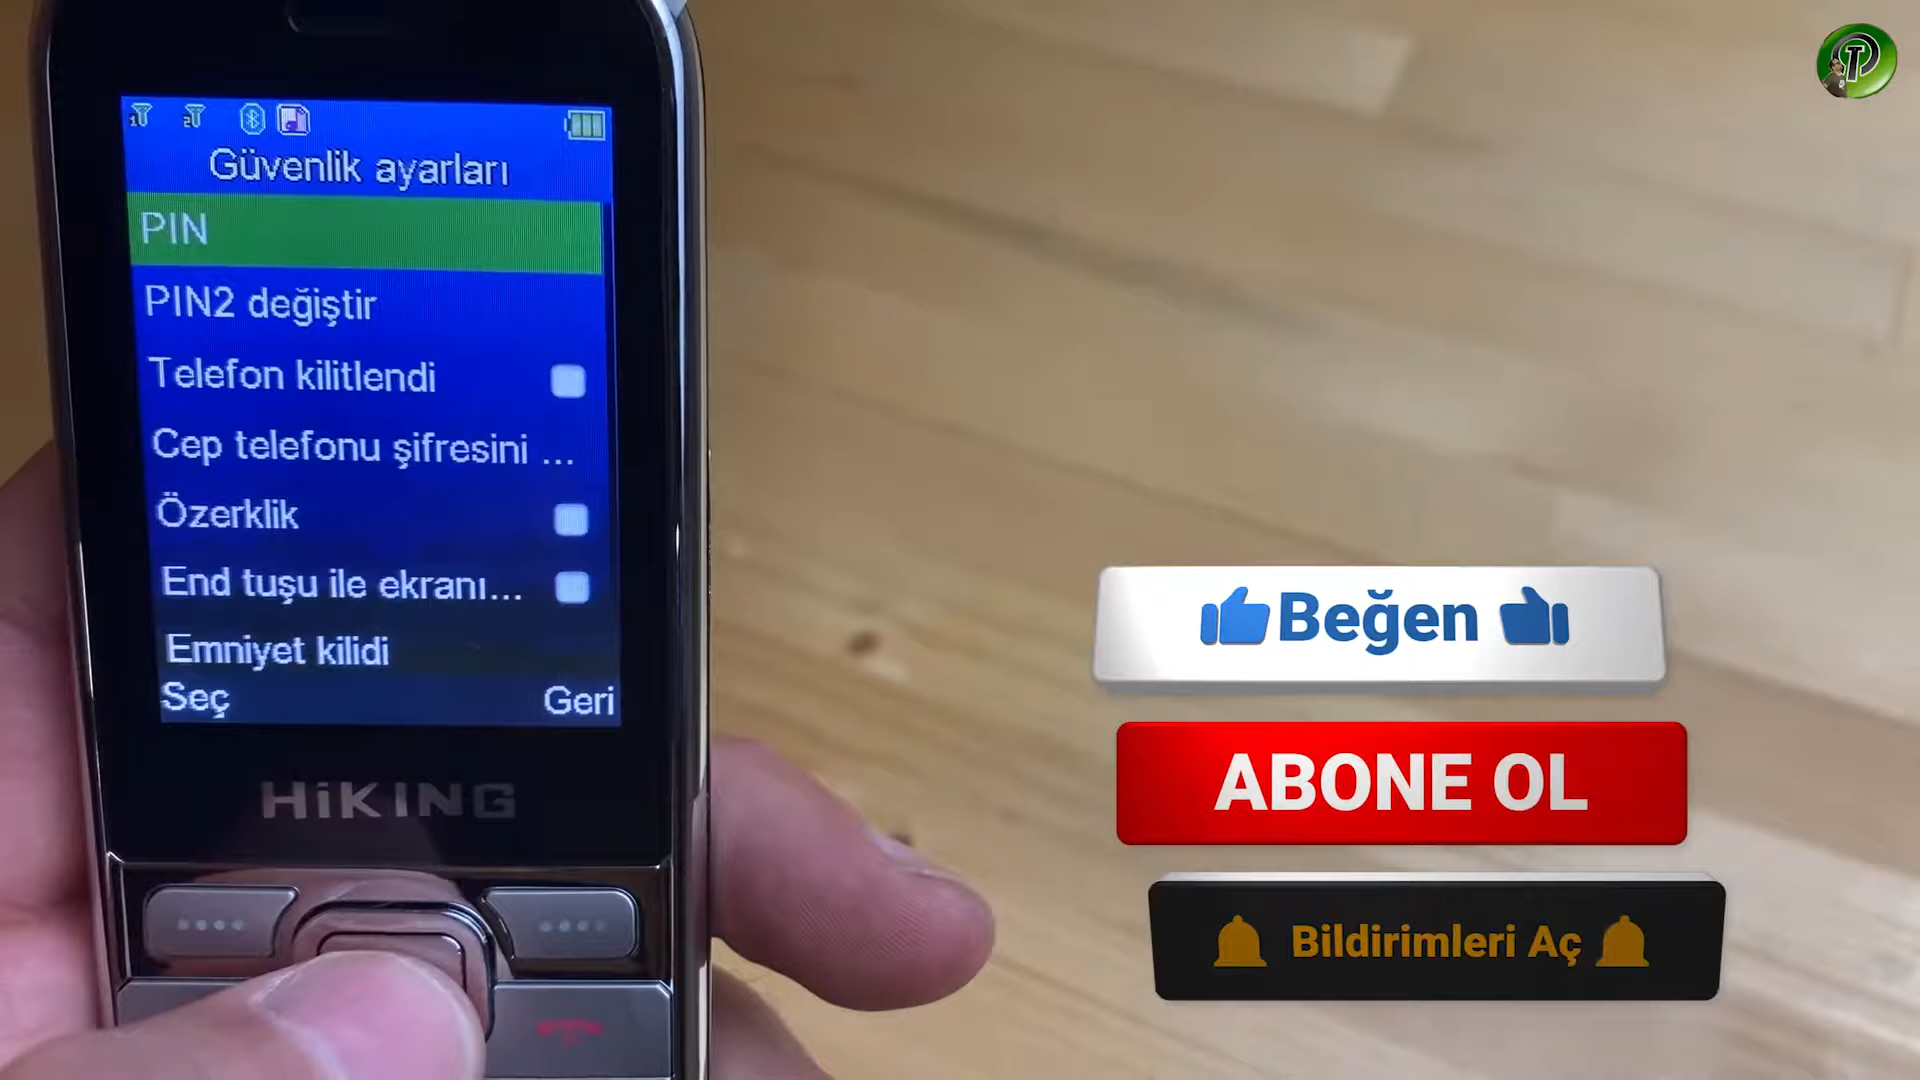 Güvenlik ayarları
PIN
PIN2 değiştir
Telefon kilitlendi
Cep telefonu şifresini ...
Özerklik
End tuşu ile ekranı...
Emniyet kilidi
Seç
Geri
HiKING
Beğen
ABONE OL
Bildirimleri Aç